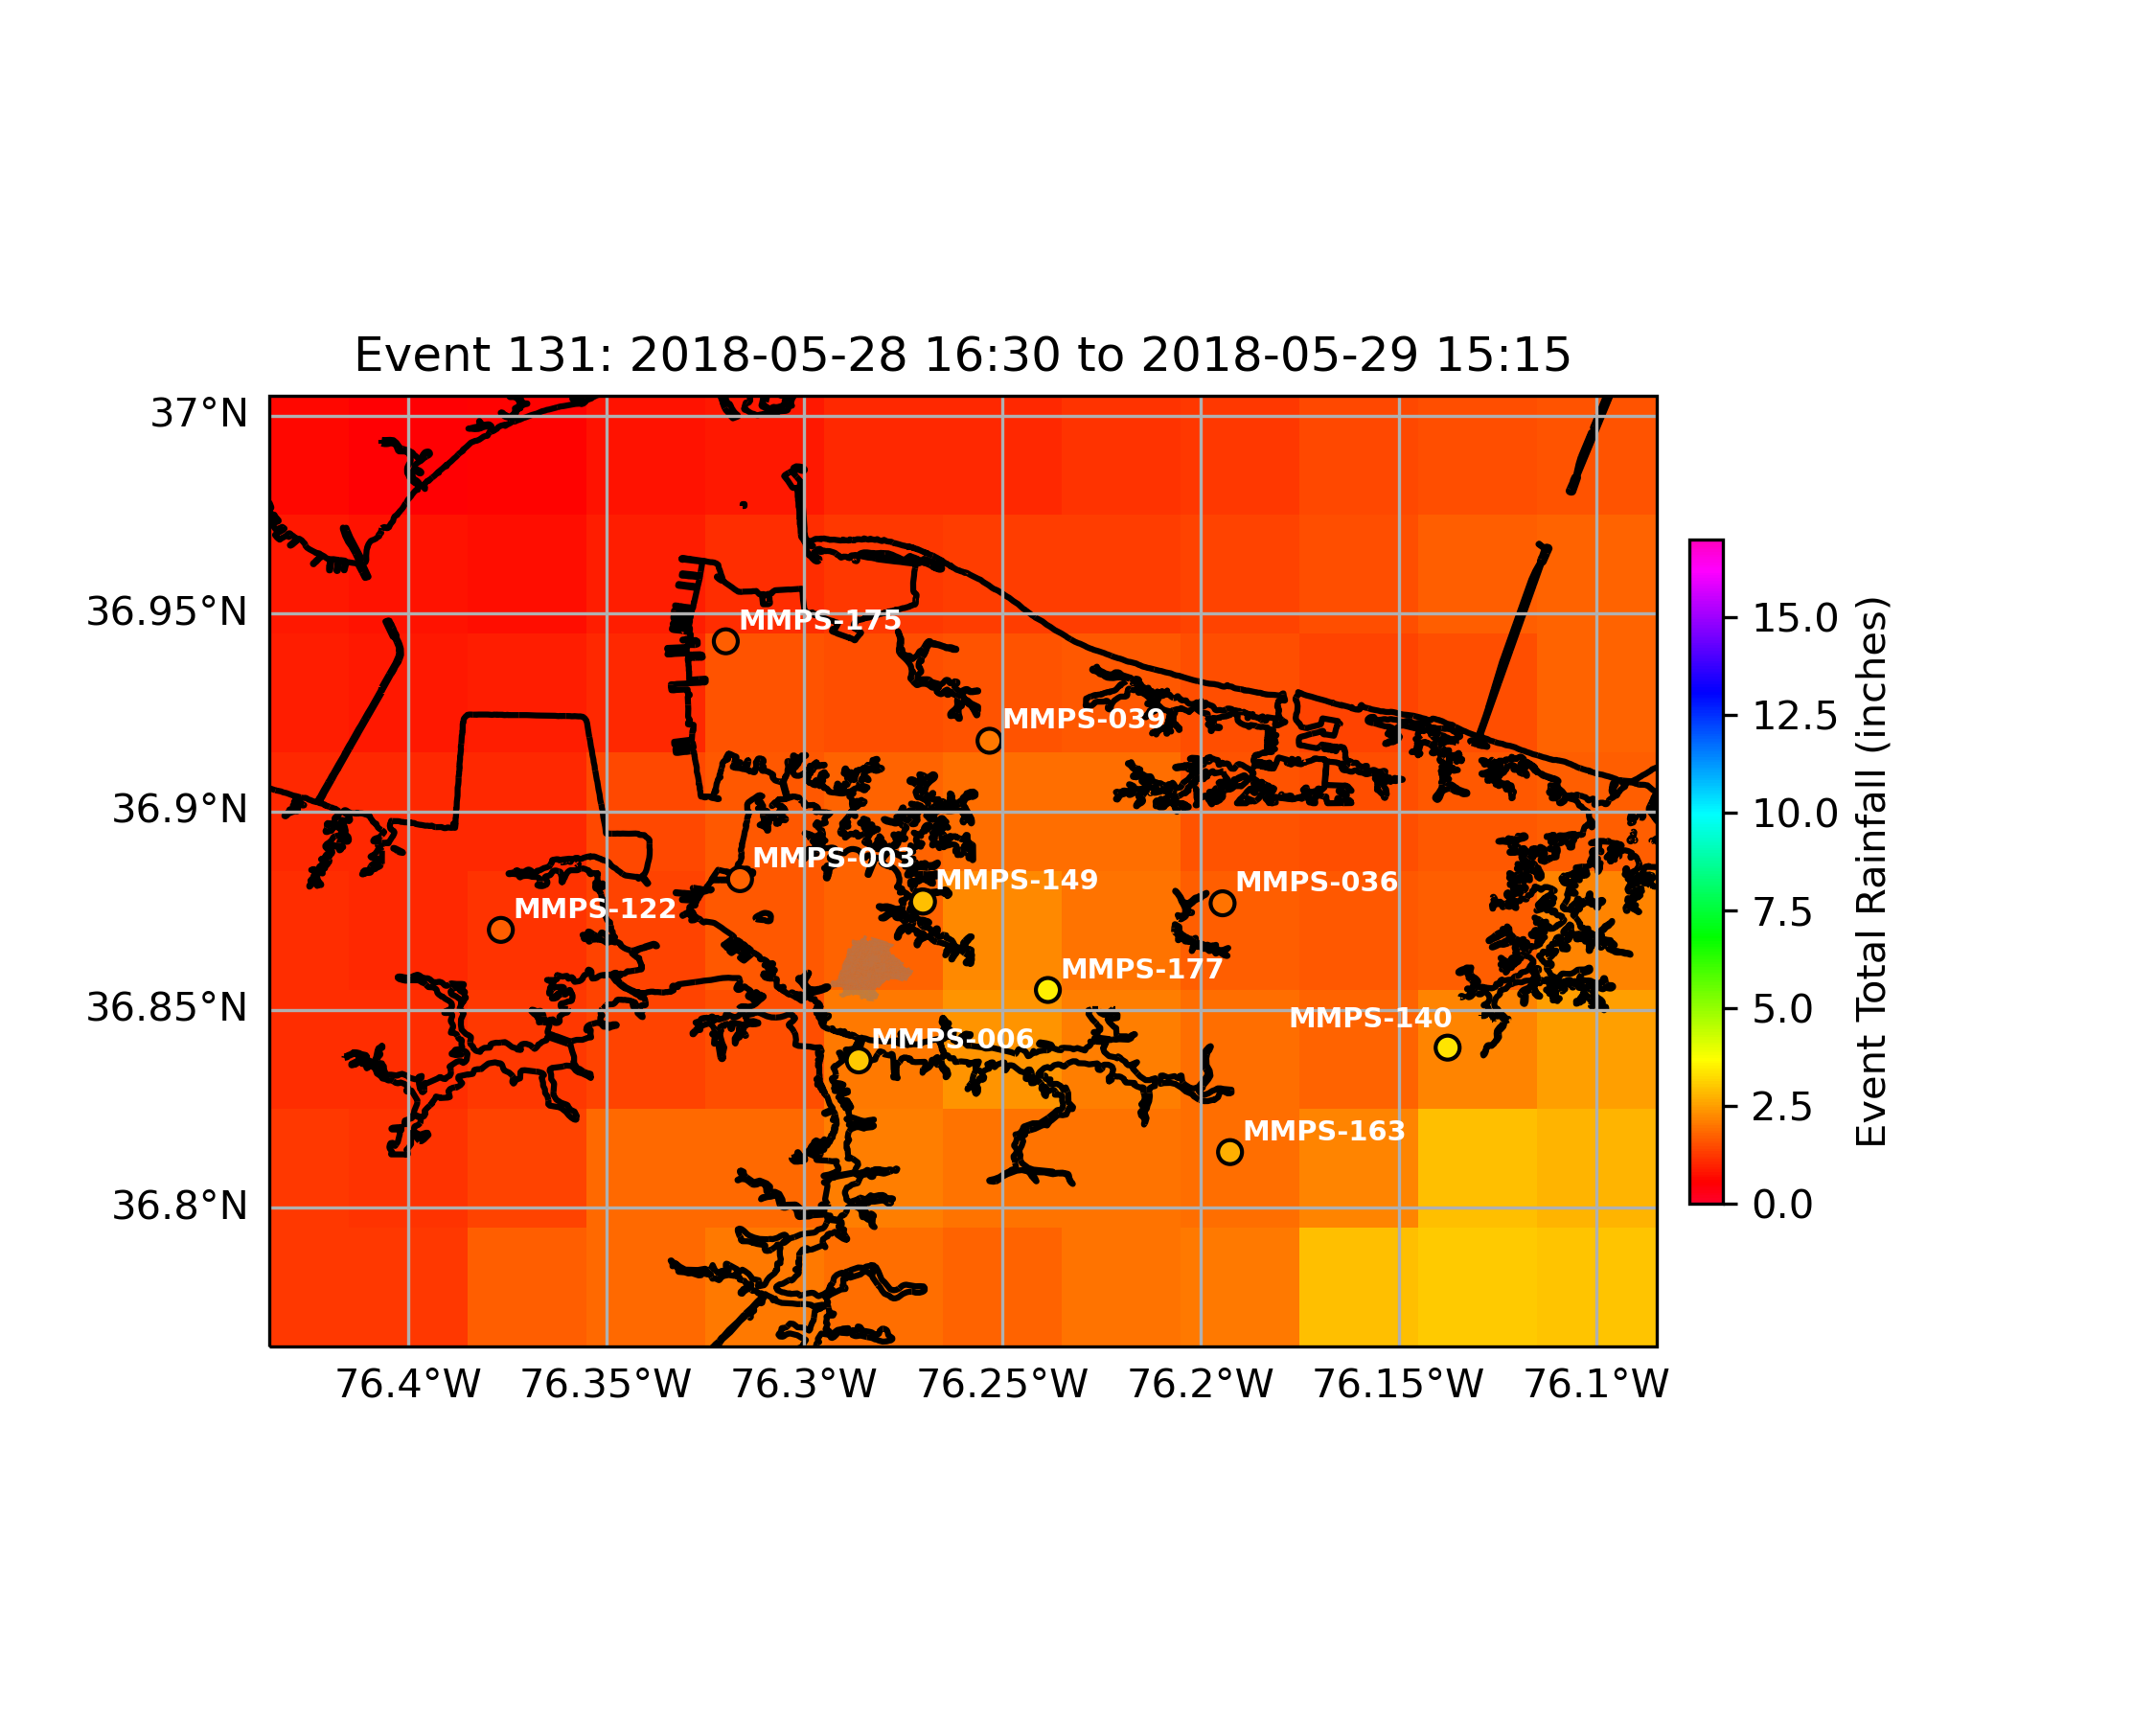 Event 131: 2018-05-28 16:30 to 2018-05-29 15:15
37°N
36.95°N
36.9°N
36.85°N
36.8°N
MMPS-175
MMPS-039
MMPS-003
MMPS-149
MMPS-036
MMPS-122
MMPS-177
MMPS-140
MMPS-006
MMPS-163
76.4°W 76.35°W 76.3°W 76.25°W 76.2°W 76.15°W 76.1°W
15.0
12.5
10.0
7.5
5.0
2.5
0.0
Event Total Rainfall (inches)